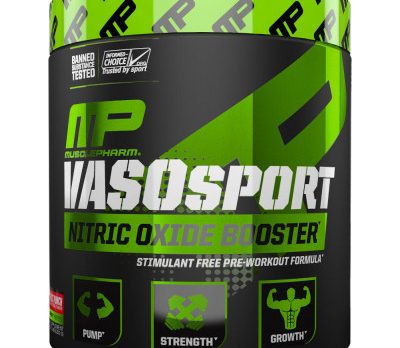 BANNED
SUBSTANCE
TESTED
INFORMED-
CHOICE
Trusted by sport
MP
MUSCLEPHARM®
VASOSPORT
NITRIC OXIDE BOOSTER*
STIMULANT FREE PRE-WORKOUT FORMULA*
PUMP*
STRENGTH*
GROWTH*